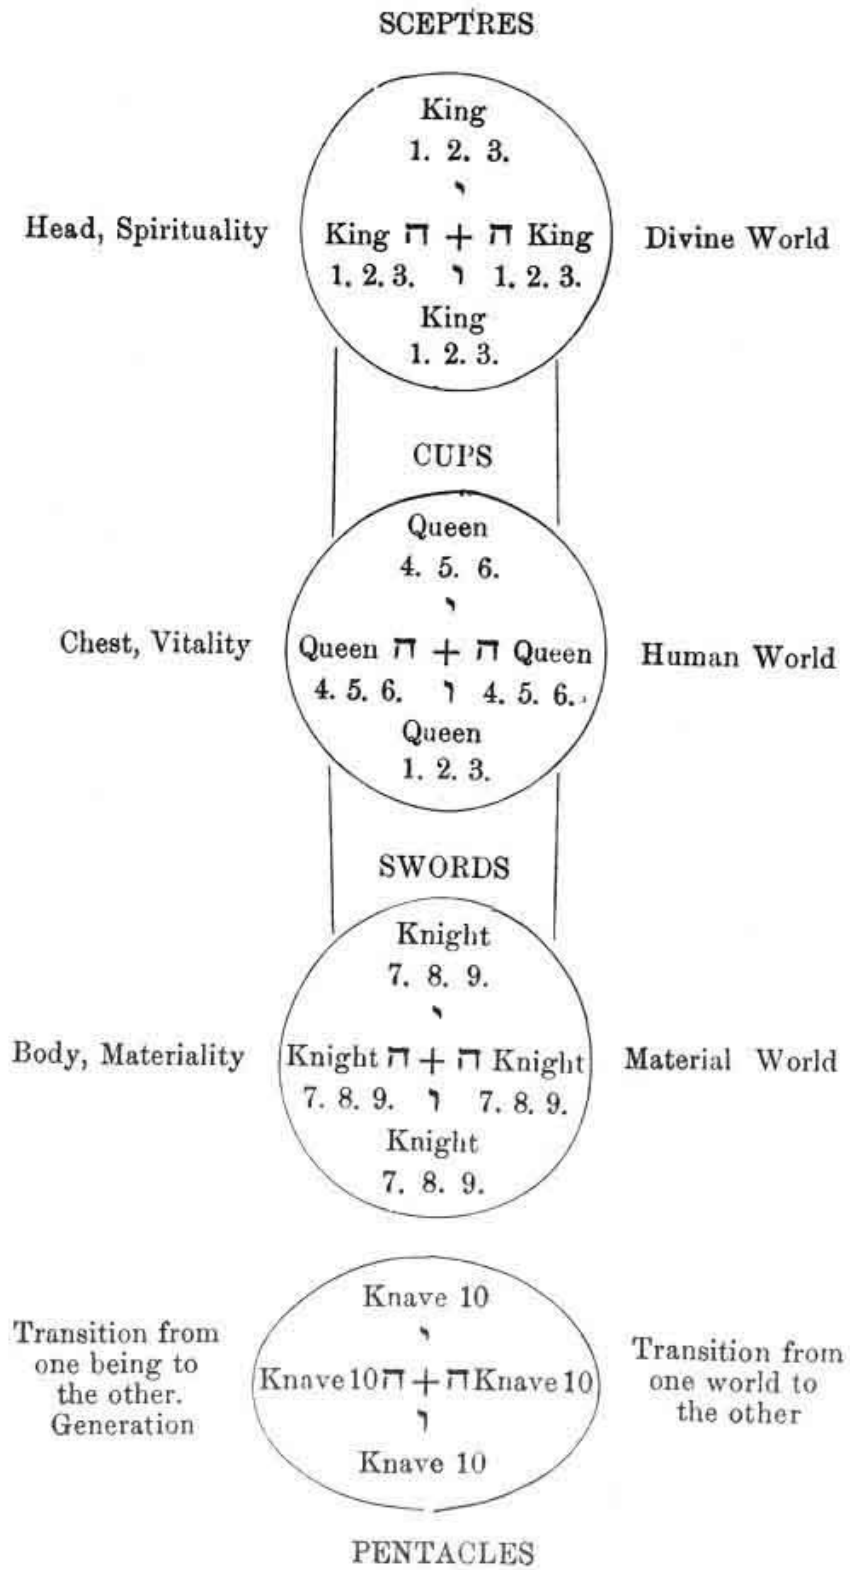 SCEPTRES
King
1. 2. 3.
י
Head, Spirituality
King ה + ה King
Divine World
1. 2. 3. ו 1. 2. 3.
King
1. 2. 3.
CUPS
Queen
4. 5. 6.
י
Chest, Vitality
Queen ה + ה Queen
Human World
4. 5. 6. ו 4. 5. 6.
Queen
1. 2. 3.
SWORDS
Knight
7. 8. 9.
י
Body, Materiality
Knight ה + ה Knight
Material World
7. 8. 9. ו 7. 8. 9.
Knight
7. 8. 9.
Knave 10
י
Transition from
one being to
the other.
Generation
Knave 10 ה + ה Knave 10
ו
Knave 10
Transition from
one world to
the other
PENTACLES